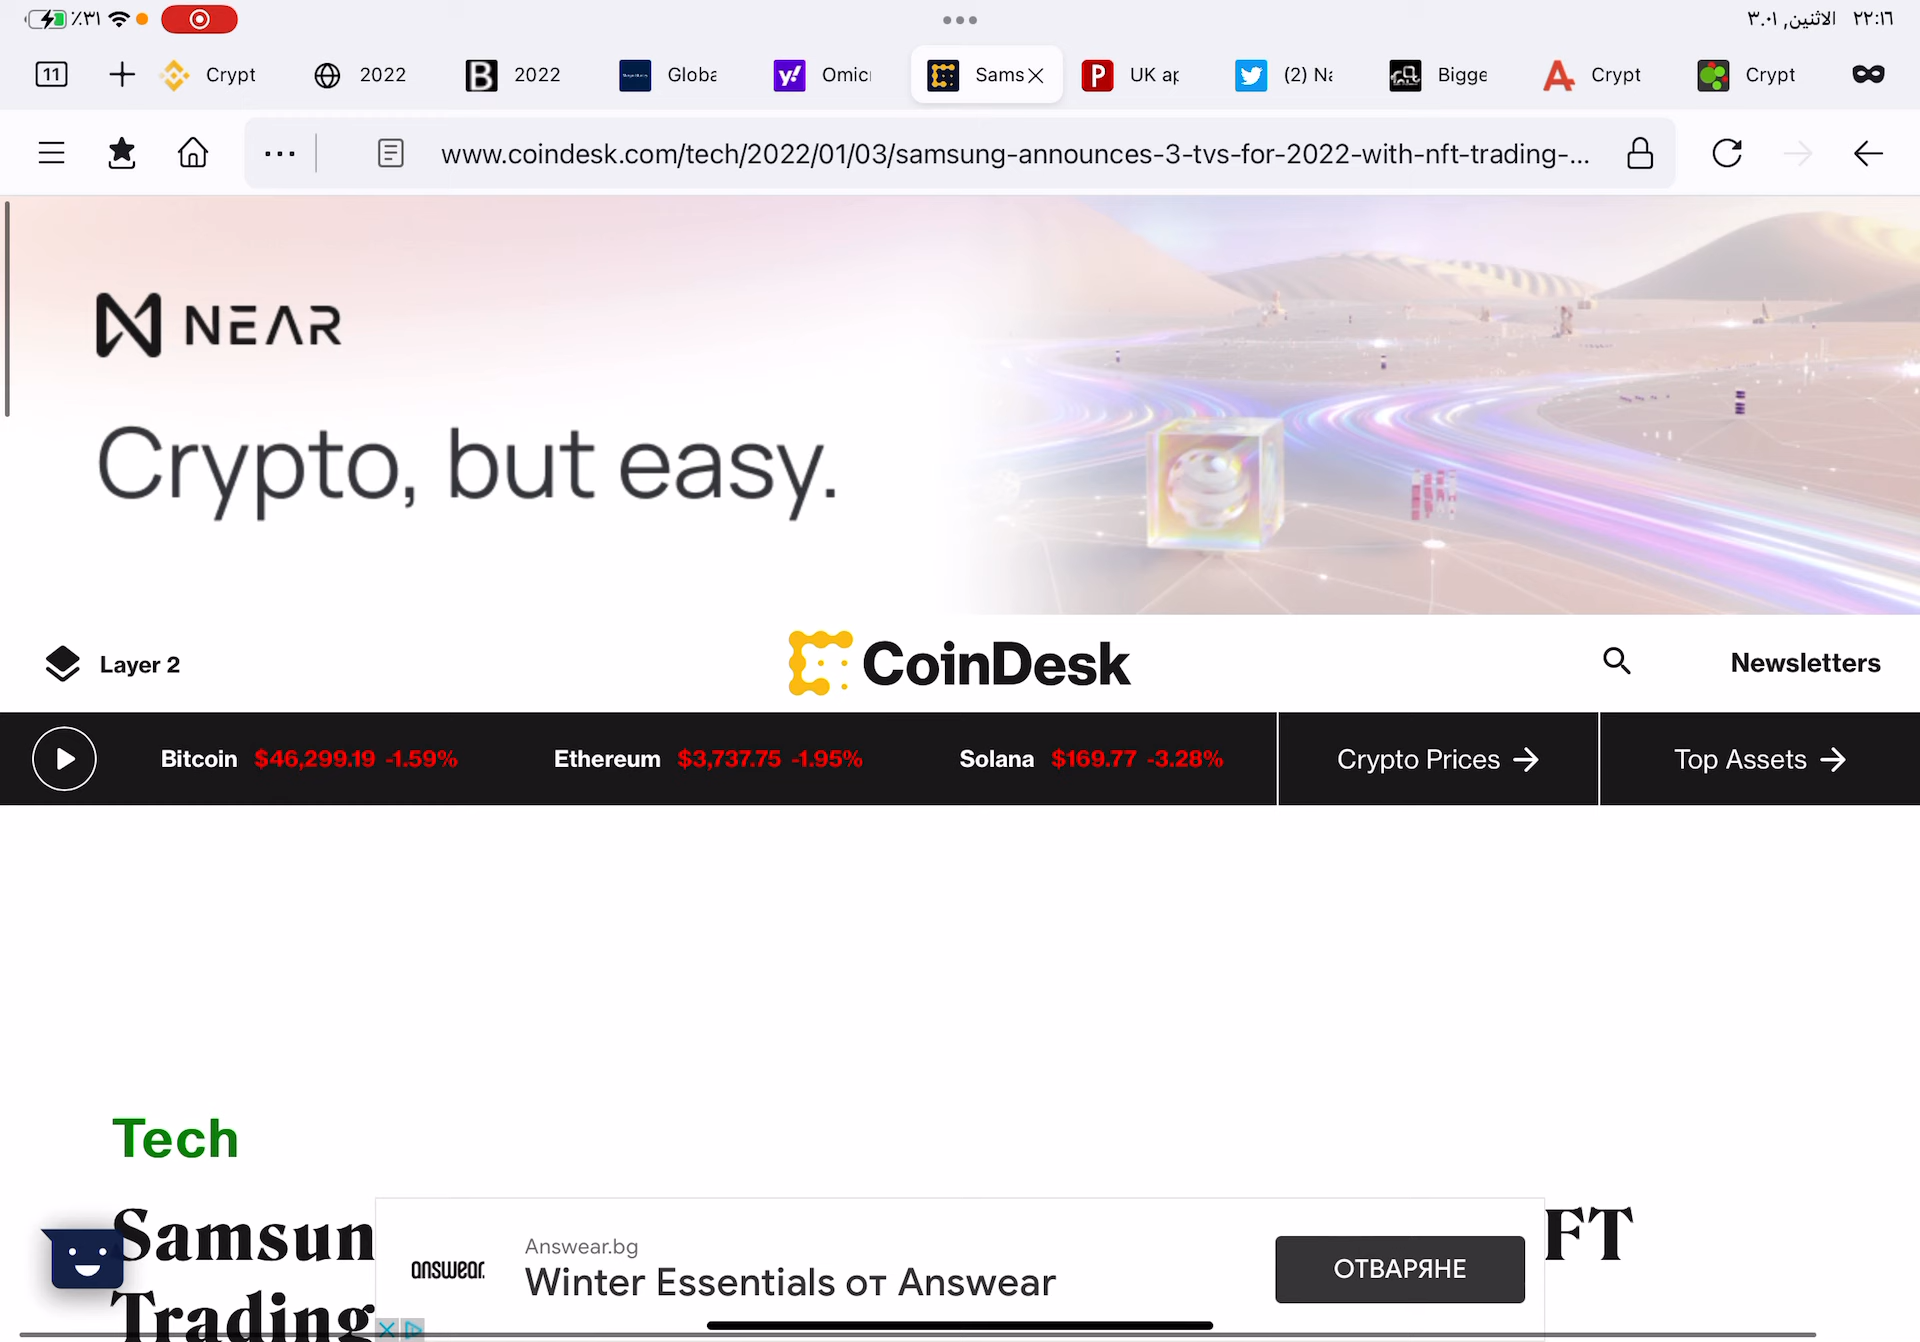 ٪٣١
الاثنين, ٣٠٠١ ٢٢:١٦
11 Crypt 2022 2022 Globa Omic Sams UK ap (2) Na Bigge Crypt Crypt
www.coindesk.com/tech/2022/01/03/samsung-announces-3-tvs-for-2022-with-nft-trading-...
NEAR
Crypto, but easy.
Layer 2 CoinDesk Newsletters
Bitcoin $46,299.19 -1.59% Ethereum $3,737.75 -1.95% Solana $169.77 -3.28% Crypto Prices → Top Assets →
Tech
Samsun FT
Trading
answear.
Answear.bg
Winter Essentials от Answear
ОТВАРЯНЕ